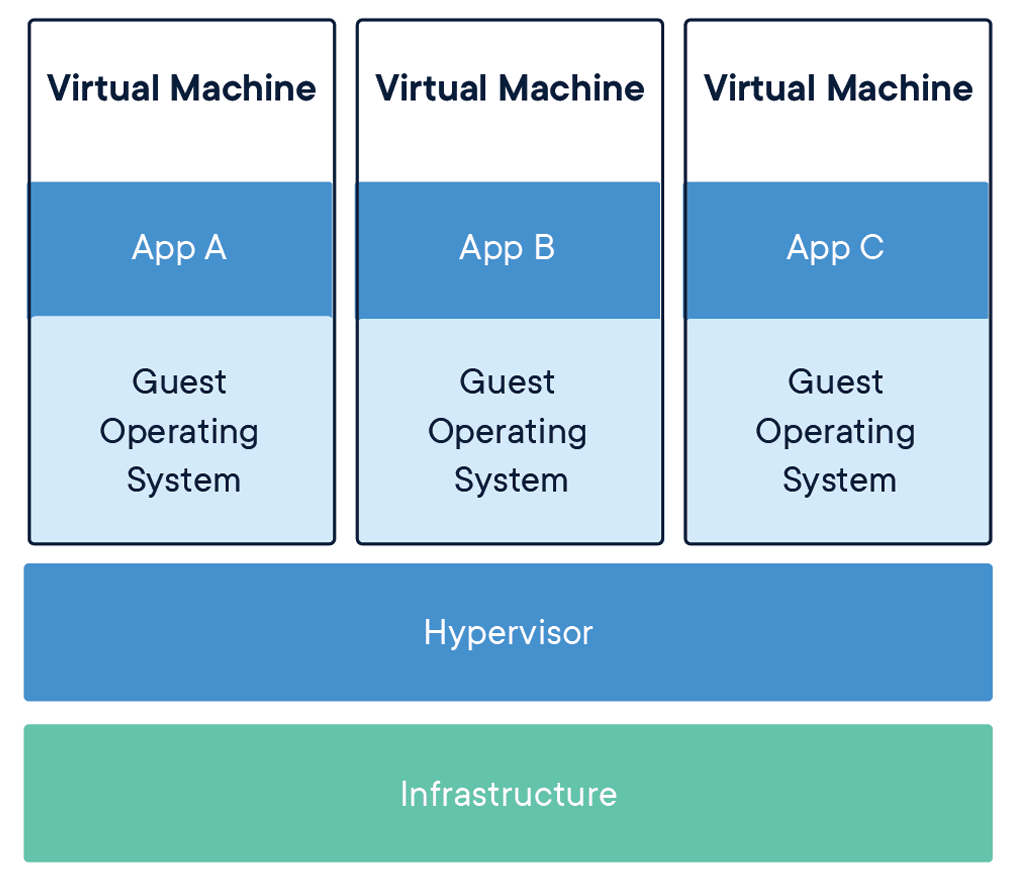 Virtual Machine
Virtual Machine
Virtual Machine
App A
App B
App C
Guest
Operating
System
Guest
Operating
System
Guest
Operating
System
Hypervisor
Infrastructure